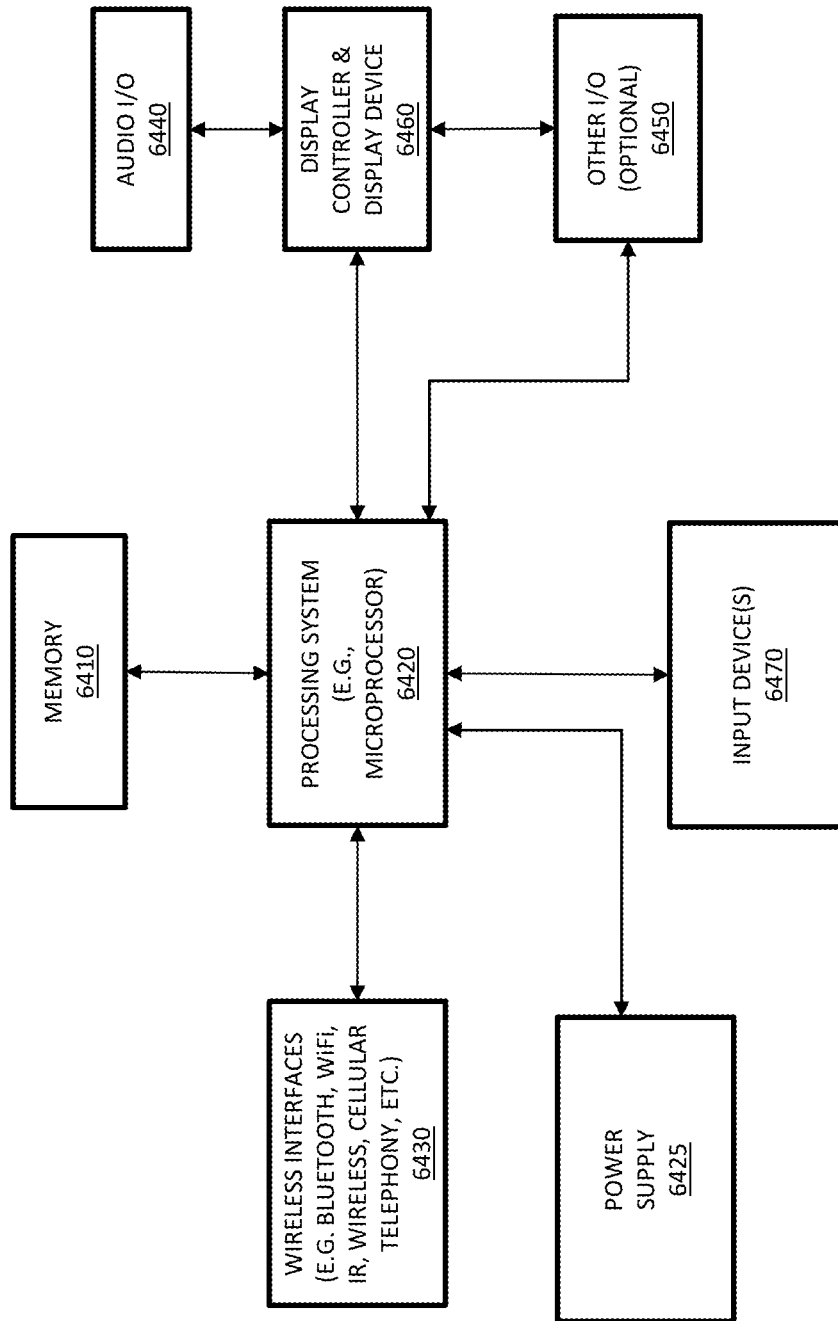 MEMORY
6410
AUDIO I/O
6440
WIRELESS INTERFACES
(E.G. BLUETOOTH, WiFi,
IR, WIRELESS, CELLULAR
TELEPHONY, ETC.)
6430
PROCESSING SYSTEM
(E.G.,
MICROPROCESSOR)
6420
DISPLAY
CONTROLLER &
DISPLAY DEVICE
6460
POWER
SUPPLY
6425
INPUT DEVICE(S)
6470
OTHER I/O
(OPTIONAL)
6450